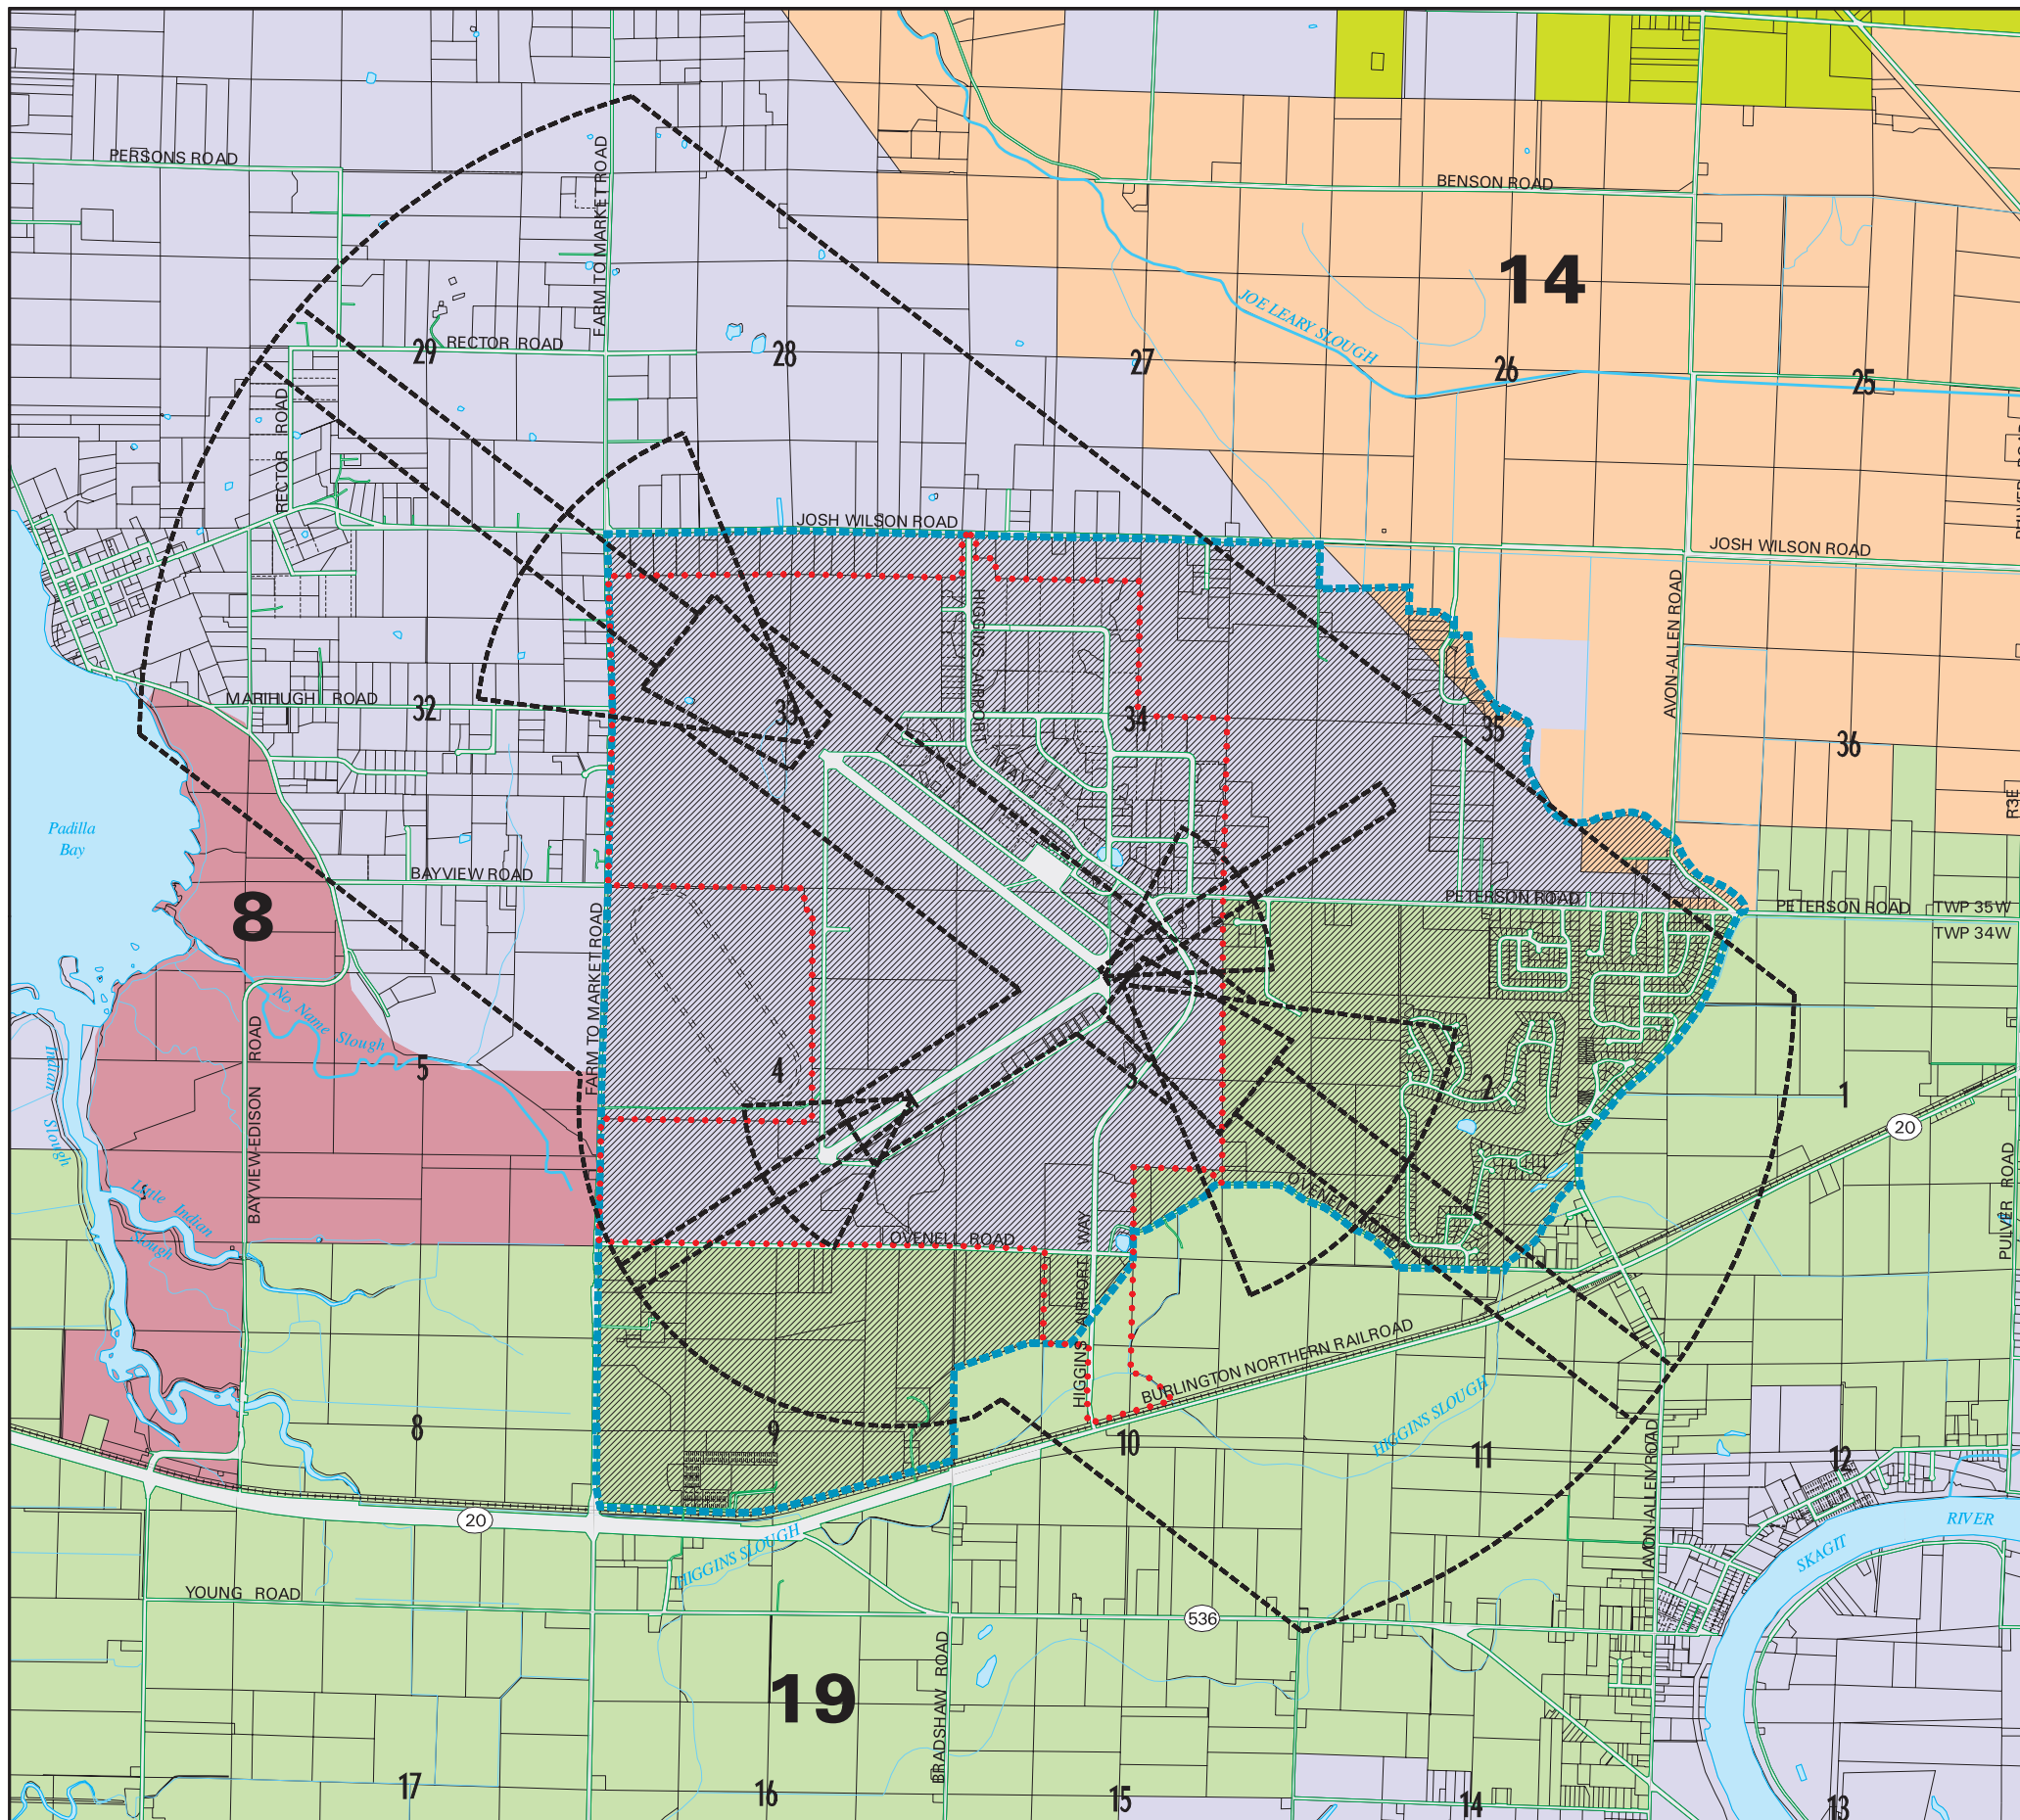 PERSONS ROAD
FARM TO MARKET ROAD
BENSON ROAD
14
JOE LEARY SLOUGH
29
RECTOR ROAD
28
27
26
25
RECTOR ROAD
JOSH WILSON ROAD
JOSH WILSON ROAD
AVON-ALLEN ROAD
HIGGINS AIRPORT
WAY
MARIHUGH ROAD
32
33
34
35
36
R3E
Padilla
Bay
BAYVIEW ROAD
8
PETERSON ROAD
PETERSON ROAD
TWP 35W
TWP 34W
FARM TO MARKET ROAD
No Name Slough
Indian
Slough
BAYVIEW-EDISON ROAD
5
4
3
2
1
20
PULVER ROAD
Little Indian
Slough
OVENELL ROAD
OVENELL ROAD
HIGGINS AIRPORT WAY
BURLINGTON NORTHERN RAILROAD
HIGGINS SLOUGH
8
9
10
11
12
AVON-ALLEN ROAD
20
HIGGINS SLOUGH
SKAGIT
RIVER
YOUNG ROAD
536
19
BRADSHAW ROAD
17
16
15
14
13